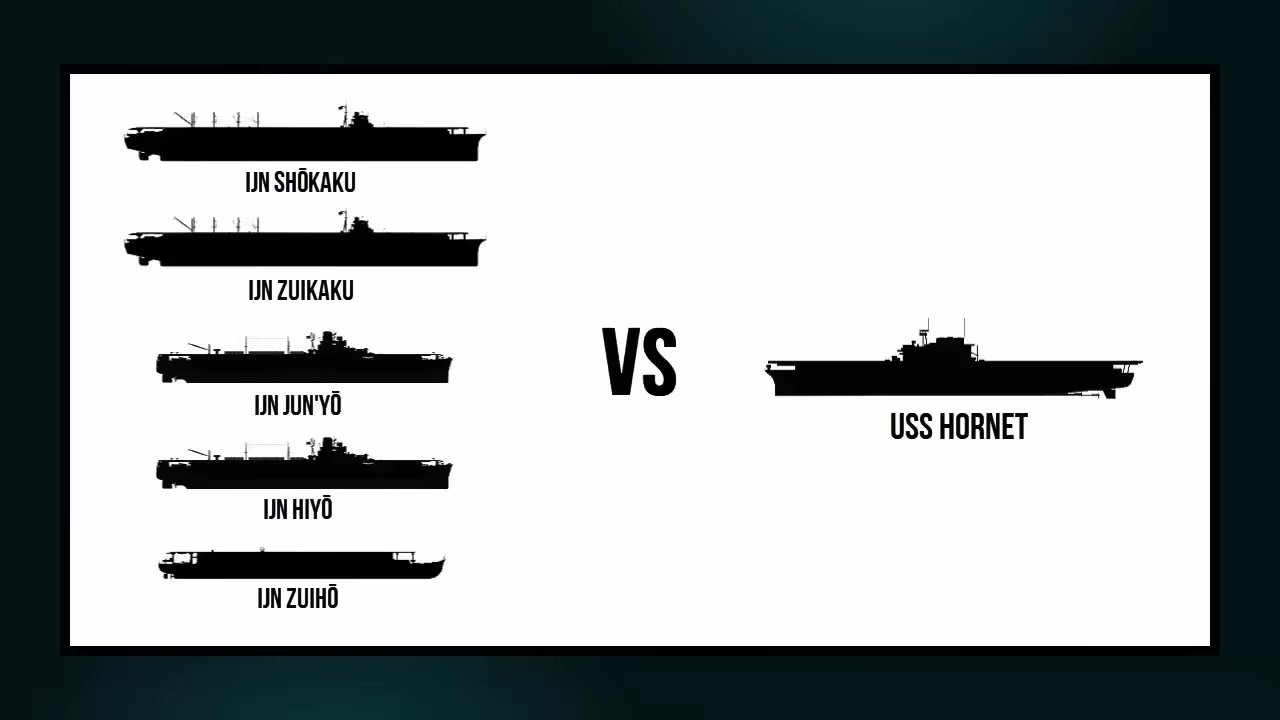 IJN SHŌKAKU
IJN ZUIKAKU
IJN JUN'YŌ
IJN HIYŌ
IJN ZUIHŌ
VS
USS HORNET